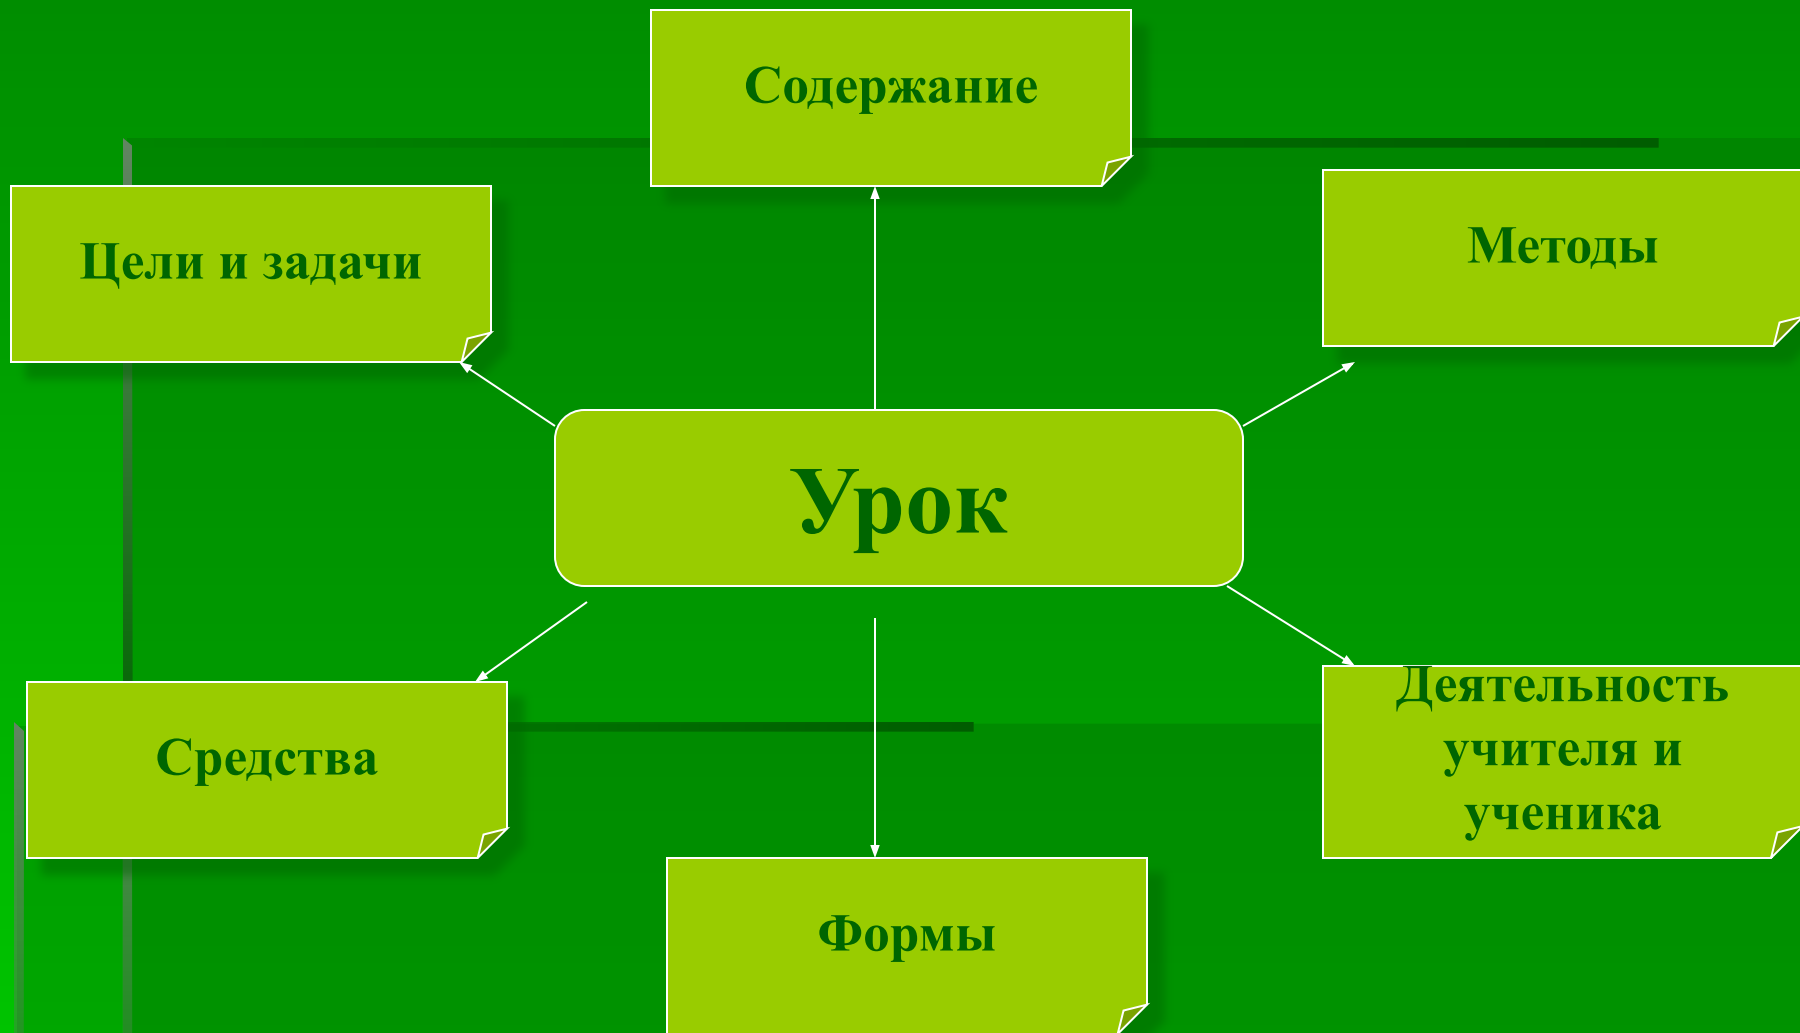 Содержание
Цели и задачи
Методы
Урок
Средства
Деятельность
учителя и
ученика
Формы